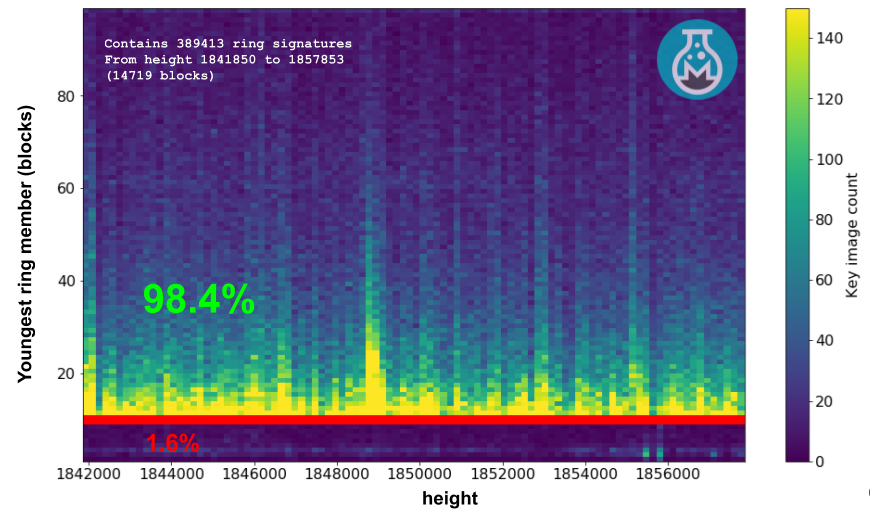 Contains 389413 ring signatures
From height 1841850 to 1857853
(14719 blocks)
98.4%
1.6%
Youngest ring member (blocks)
80
60
40
20
1842000 1844000 1846000 1848000 1850000 1852000 1854000 1856000
height
140
120
100
80
60
40
20
0
Key image count
M